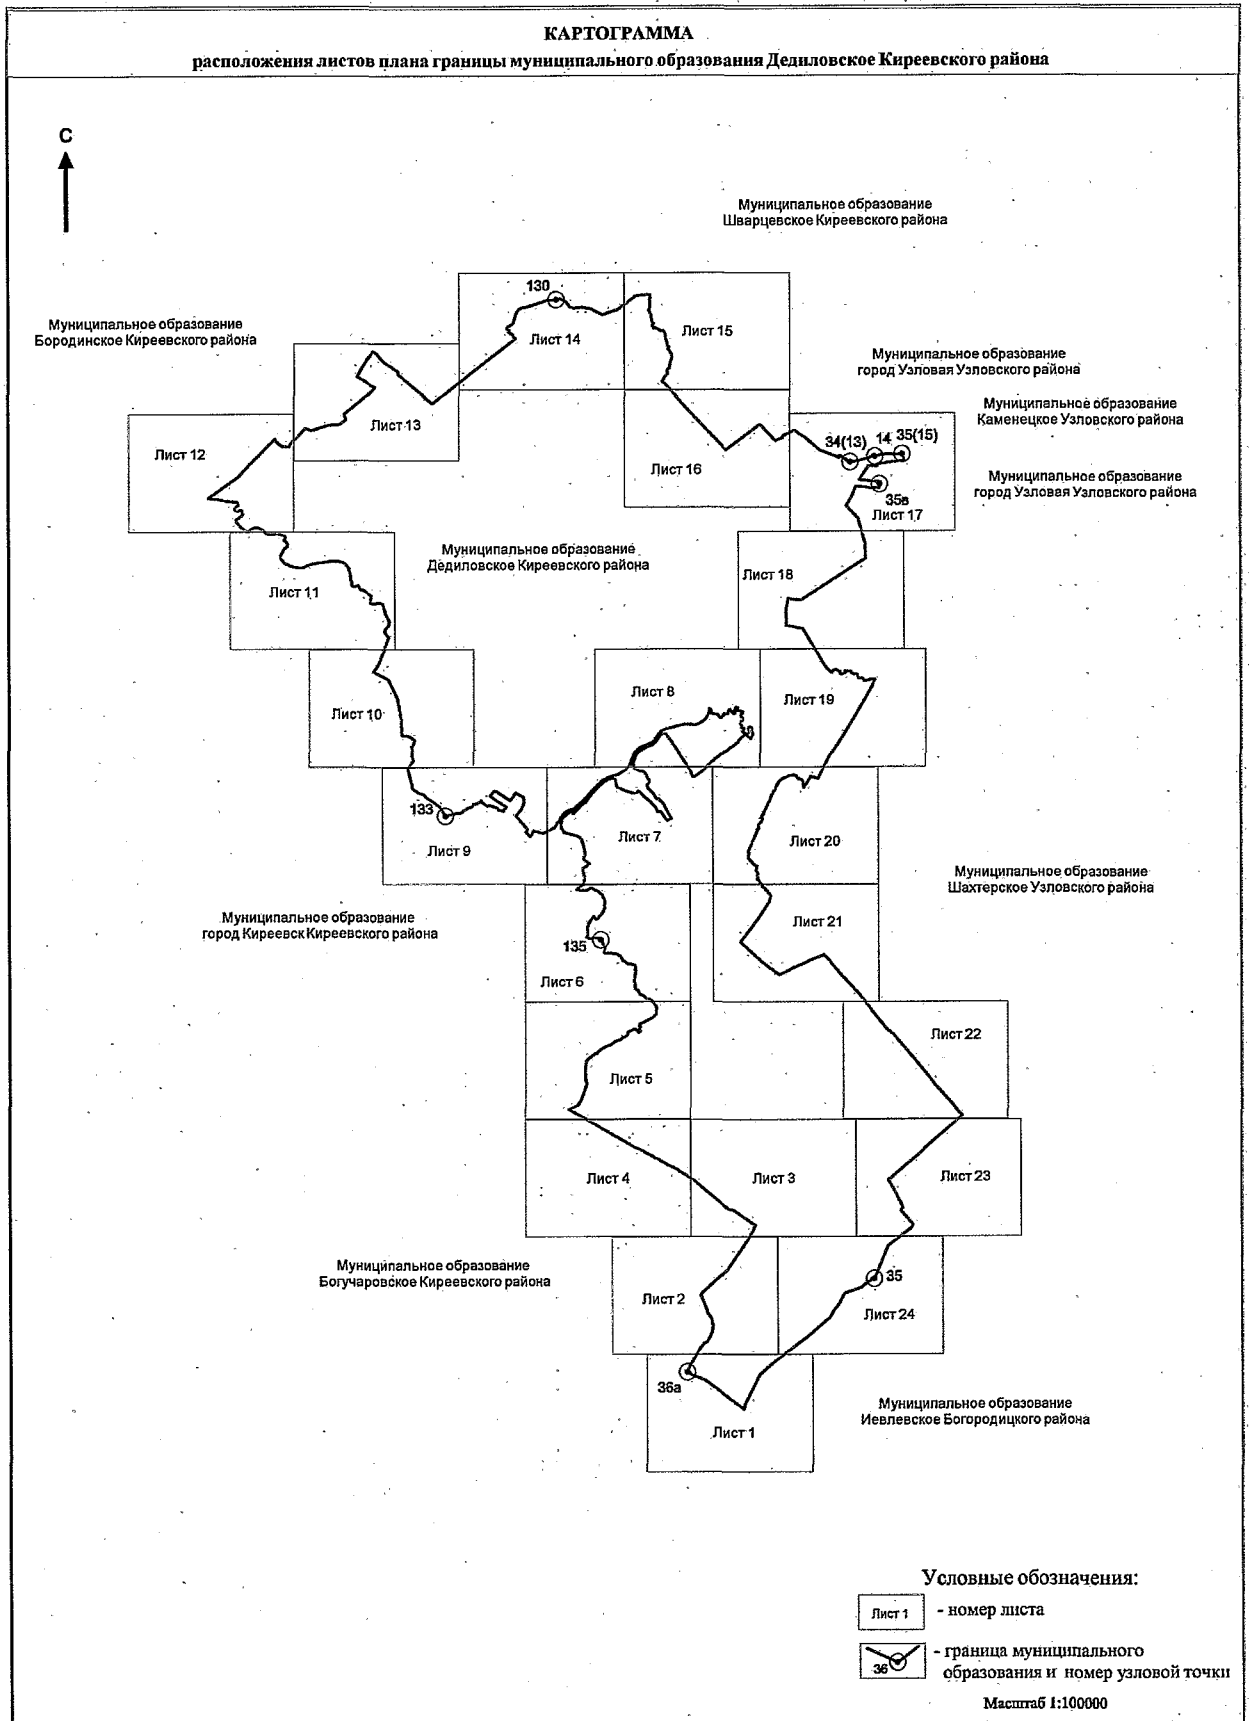 КАРТОГРАММА
расположения листов плана границы муниципального образования Дедиловское Киреевского района
С
Муниципальное образование
Шварцевское Киреевского района
130
Муниципальное образование
Бородинское Киреевского района
Лист 14
Лист 15
Муниципальное образование
город Узловая Узловского района
Муниципальное образование
Каменецкое Узловского района
Лист 13
34(13)
14
35(15)
Лист 12
Лист 16
Муниципальное образование
город Узловая Узловского района
35в
Лист 17
Муниципальное образование
Дедиловское Киреевского района
Лист 18
Лист 11
Лист 8
Лист 19
Лист 10
133
Лист 7
Лист 20
Лист 9
Муниципальное образование
Шахтерское Узловского района
Муниципальное образование
город Киреевск Киреевского района
Лист 21
135
Лист 6
Лист 22
Лист 5
Лист 4
Лист 3
Лист 23
Муниципальное образование
Богучаровское Киреевского района
35
Лист 2
Лист 24
36а
Муниципальное образование
Иевлевское Богородицкого района
Лист 1
Условные обозначения:
Лист 1
- номер листа
36
- граница муниципального
образования и номер узловой точки
Масштаб 1:100000